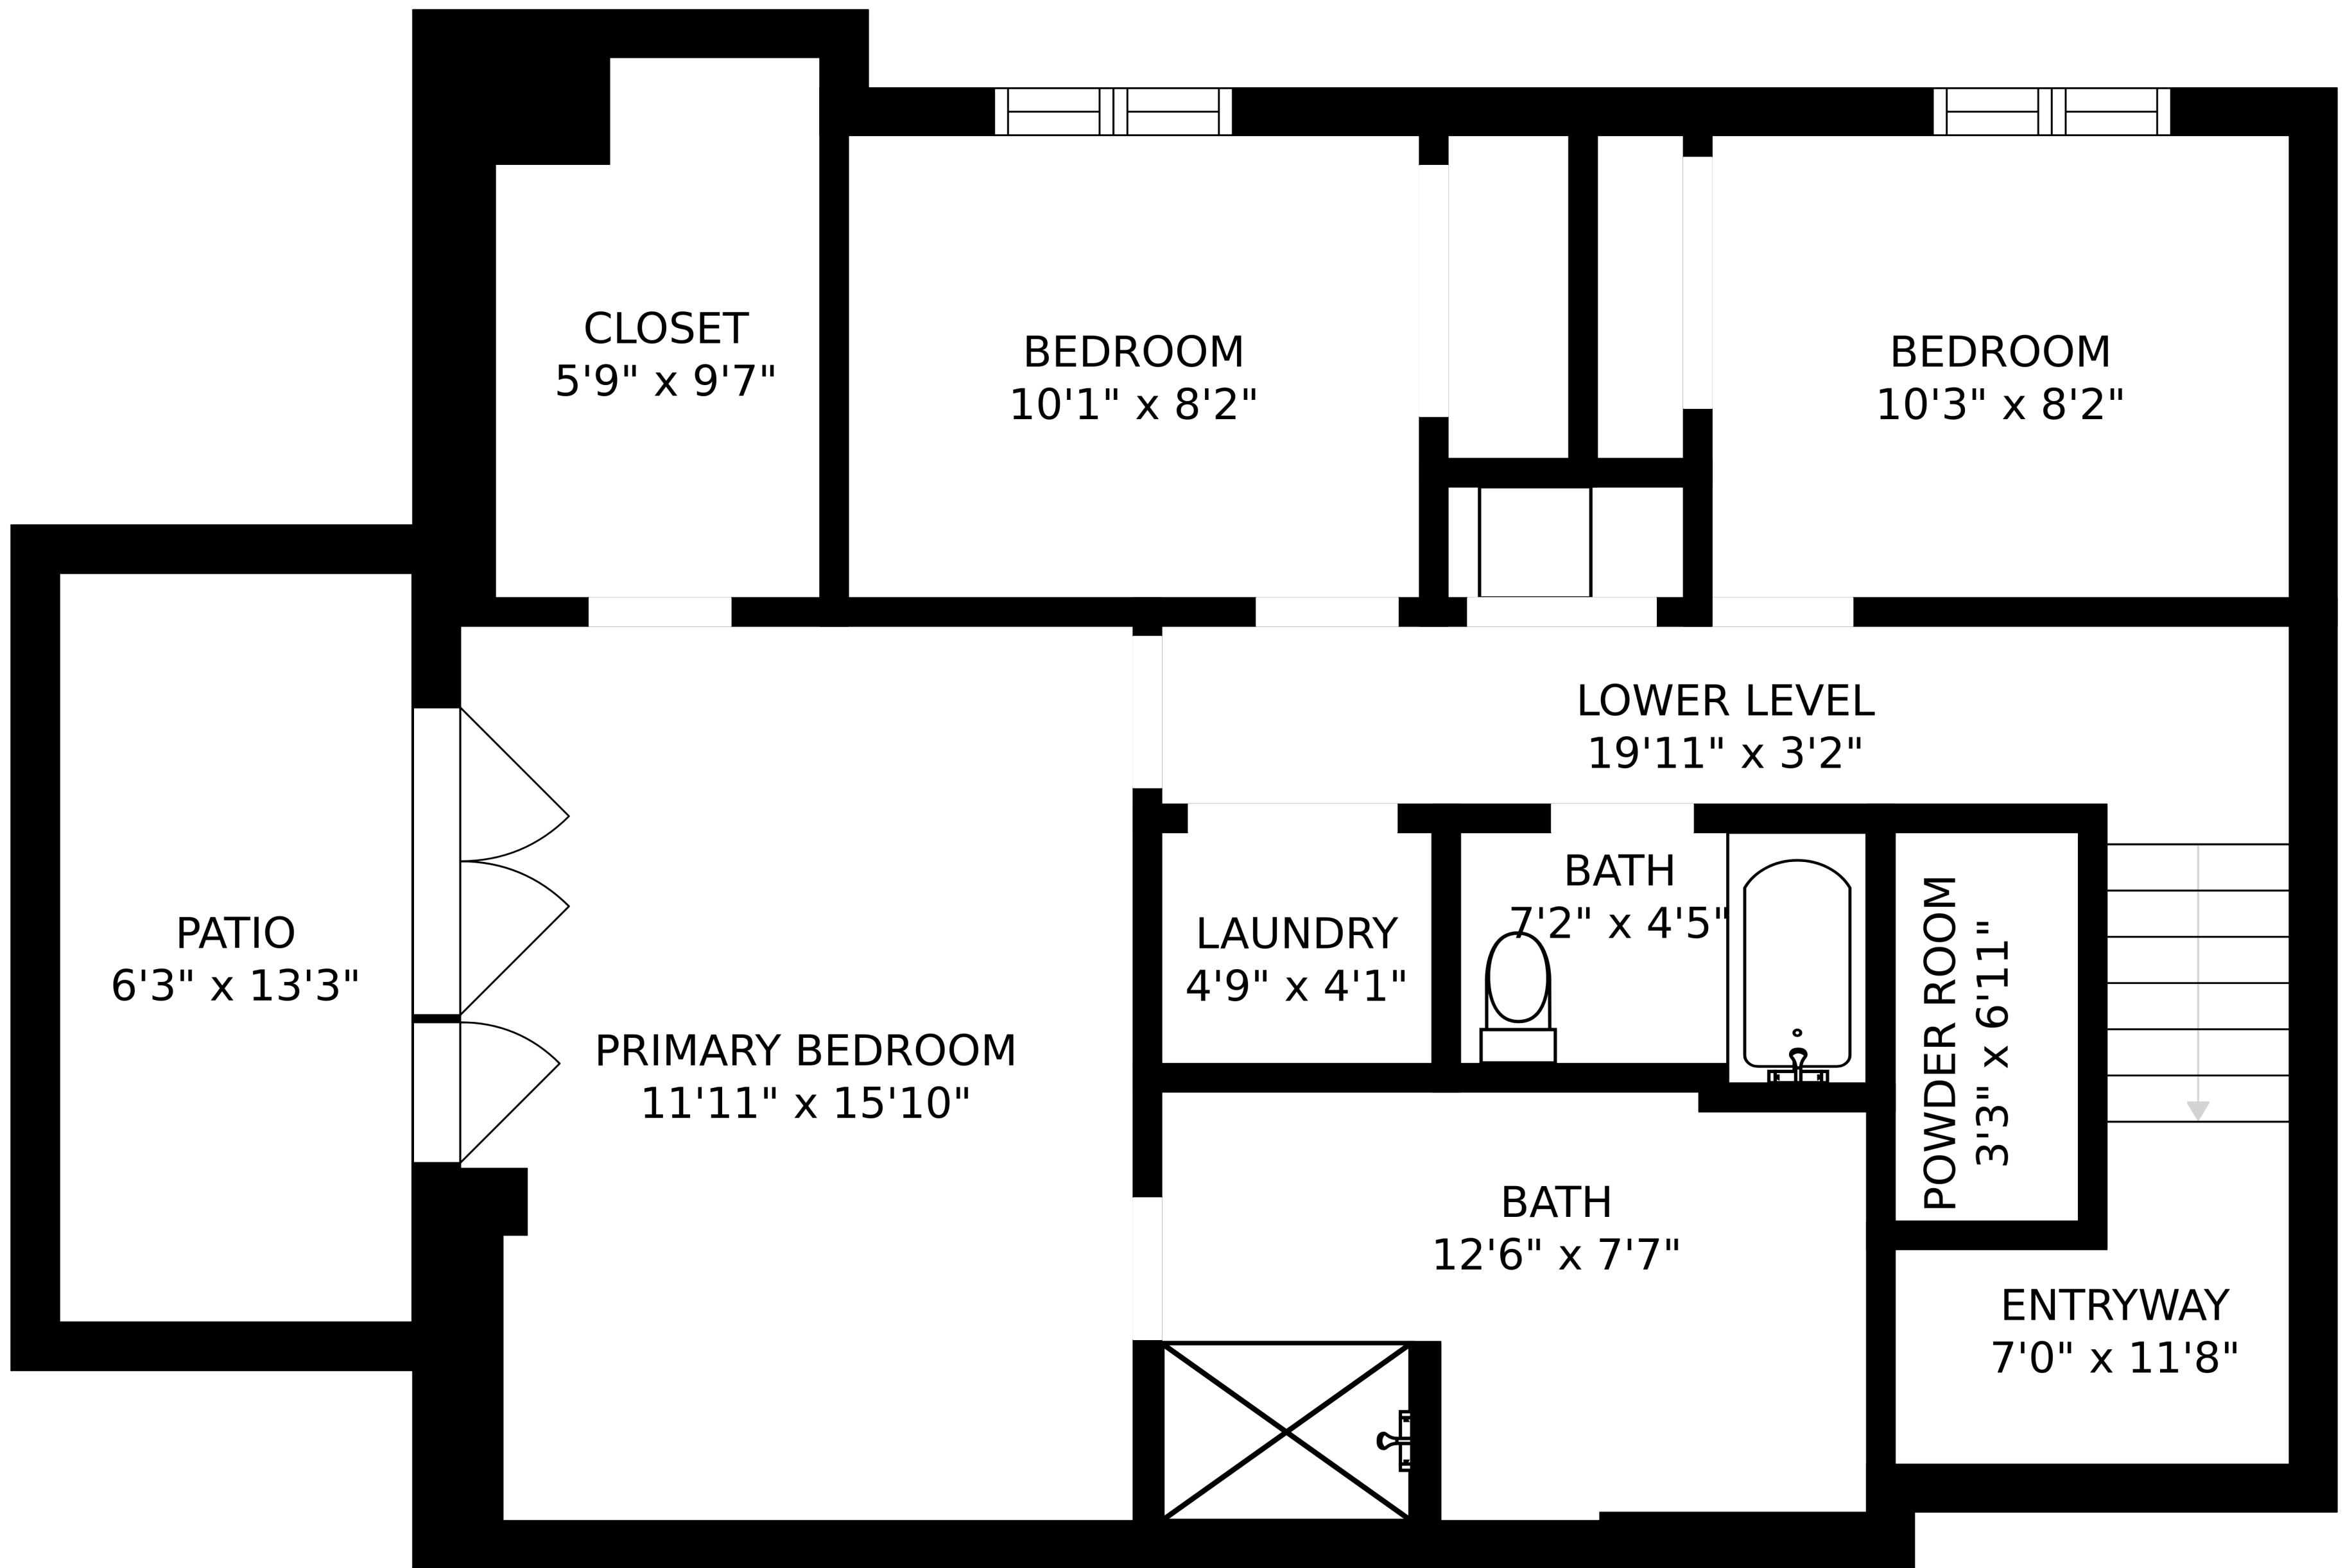 CLOSET
5'9" x 9'7"
BEDROOM
10'1" x 8'2"
BEDROOM
10'3" x 8'2"
LOWER LEVEL
19'11" x 3'2"
PATIO
6'3" x 13'3"
PRIMARY BEDROOM
11'11" x 15'10"
LAUNDRY
4'9" x 4'1"
BATH
7'2" x 4'5"
POWDER ROOM
3'3" x 6'11"
BATH
12'6" x 7'7"
ENTRYWAY
7'0" x 11'8"